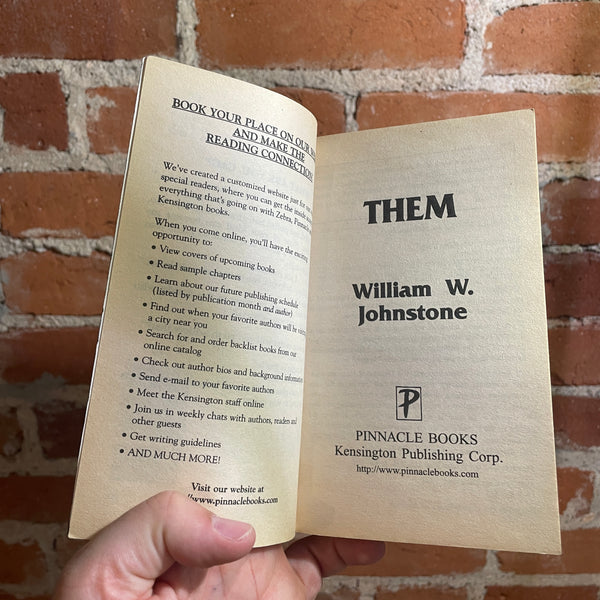 BOOK YOUR PLACE ON OUR
AND MAKE THE
READING CONNECTION
We've created a customized website just for
special readers, where you can get the inside
everything that's going on with Zebra,
Kensington books.
When you come online, you'll have the
opportunity to:
• View covers of upcoming books
• Read sample chapters
• Learn about our future publishing schedule
(listed by publication month and author)
• Find out when your favorite authors will be
a city near you
• Search for and order backlist books from our
online catalog
• Check out author bios and background information
• Send e-mail to your favorite authors
• Meet the Kensington staff online
• Join us in weekly chats with authors, readers and
other guests
• Get writing guidelines
• AND MUCH MORE!
Visit our website at
/www.pinnaclebooks.com
THEM
William W.
Johnstone
P
PINNACLE BOOKS
Kensington Publishing Corp.
http://www.pinnaclebooks.com